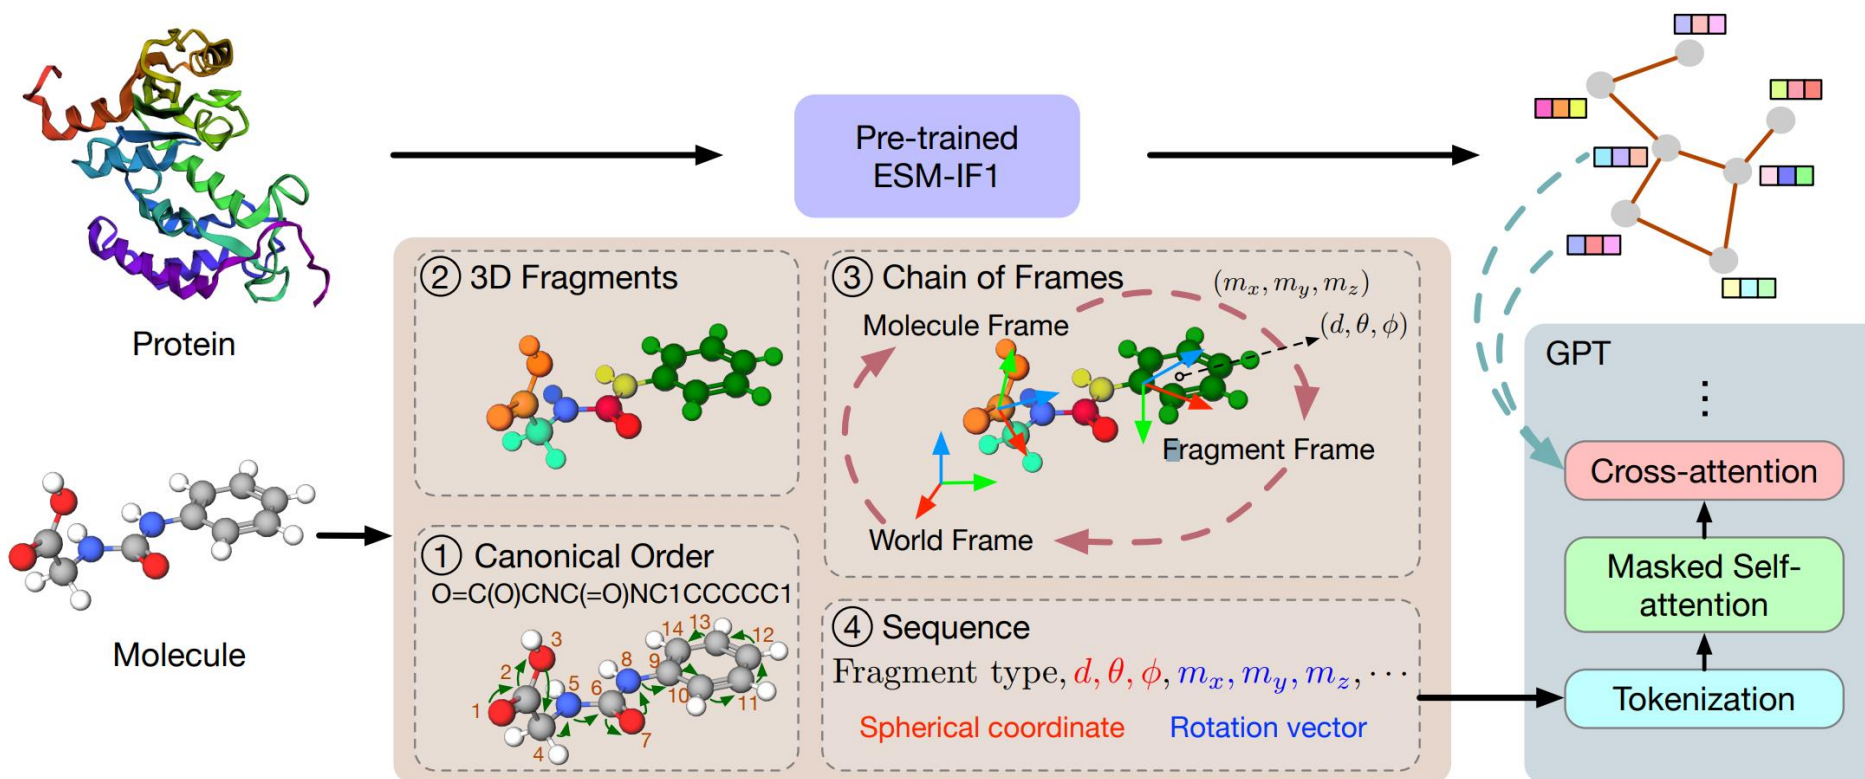 Protein
Pre-trained
ESM-IF1
Molecule
② 3D Fragments
① Canonical Order
O=C(O)CNC(=O)NC1CCCCC1
1
2
3
4
5
6
7
8
9
10
11
12
13
14
③ Chain of Frames
(m_x, m_y, m_z)
Molecule Frame
(d, θ, ϕ)
Fragment Frame
World Frame
④ Sequence
Fragment type, d, θ, ϕ, m_x, m_y, m_z, ⋯
Spherical coordinate
Rotation vector
GPT
⋮
Cross-attention
Masked Self-
attention
Tokenization